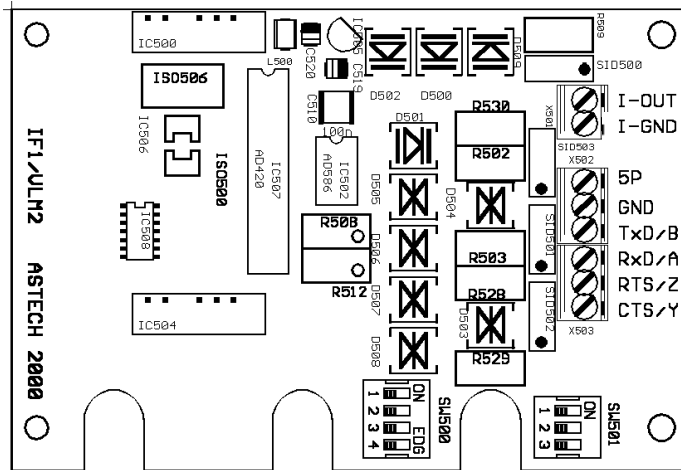 IC500
L500
IC520
IC505
C519
D502
D500
D501
R509
SID500
ISO506
IC506
ISO500
IC507
AD420
C510
100n
IC502
AD586
D501
R530
R502
X501
I-OUT
I-GND
SID503
X502
5P
GND
TxD/B
RxD/A
RTS/Z
CTS/Y
X503
IF1/VLM2 ASTECH 2000
IC508
R508
R512
D505
D506
D507
D508
D504
R503
R528
D503
R529
SID501
SID502
IC504
ON
1
2
3
4
EDG
SW500
ON
1
2
3
SW501